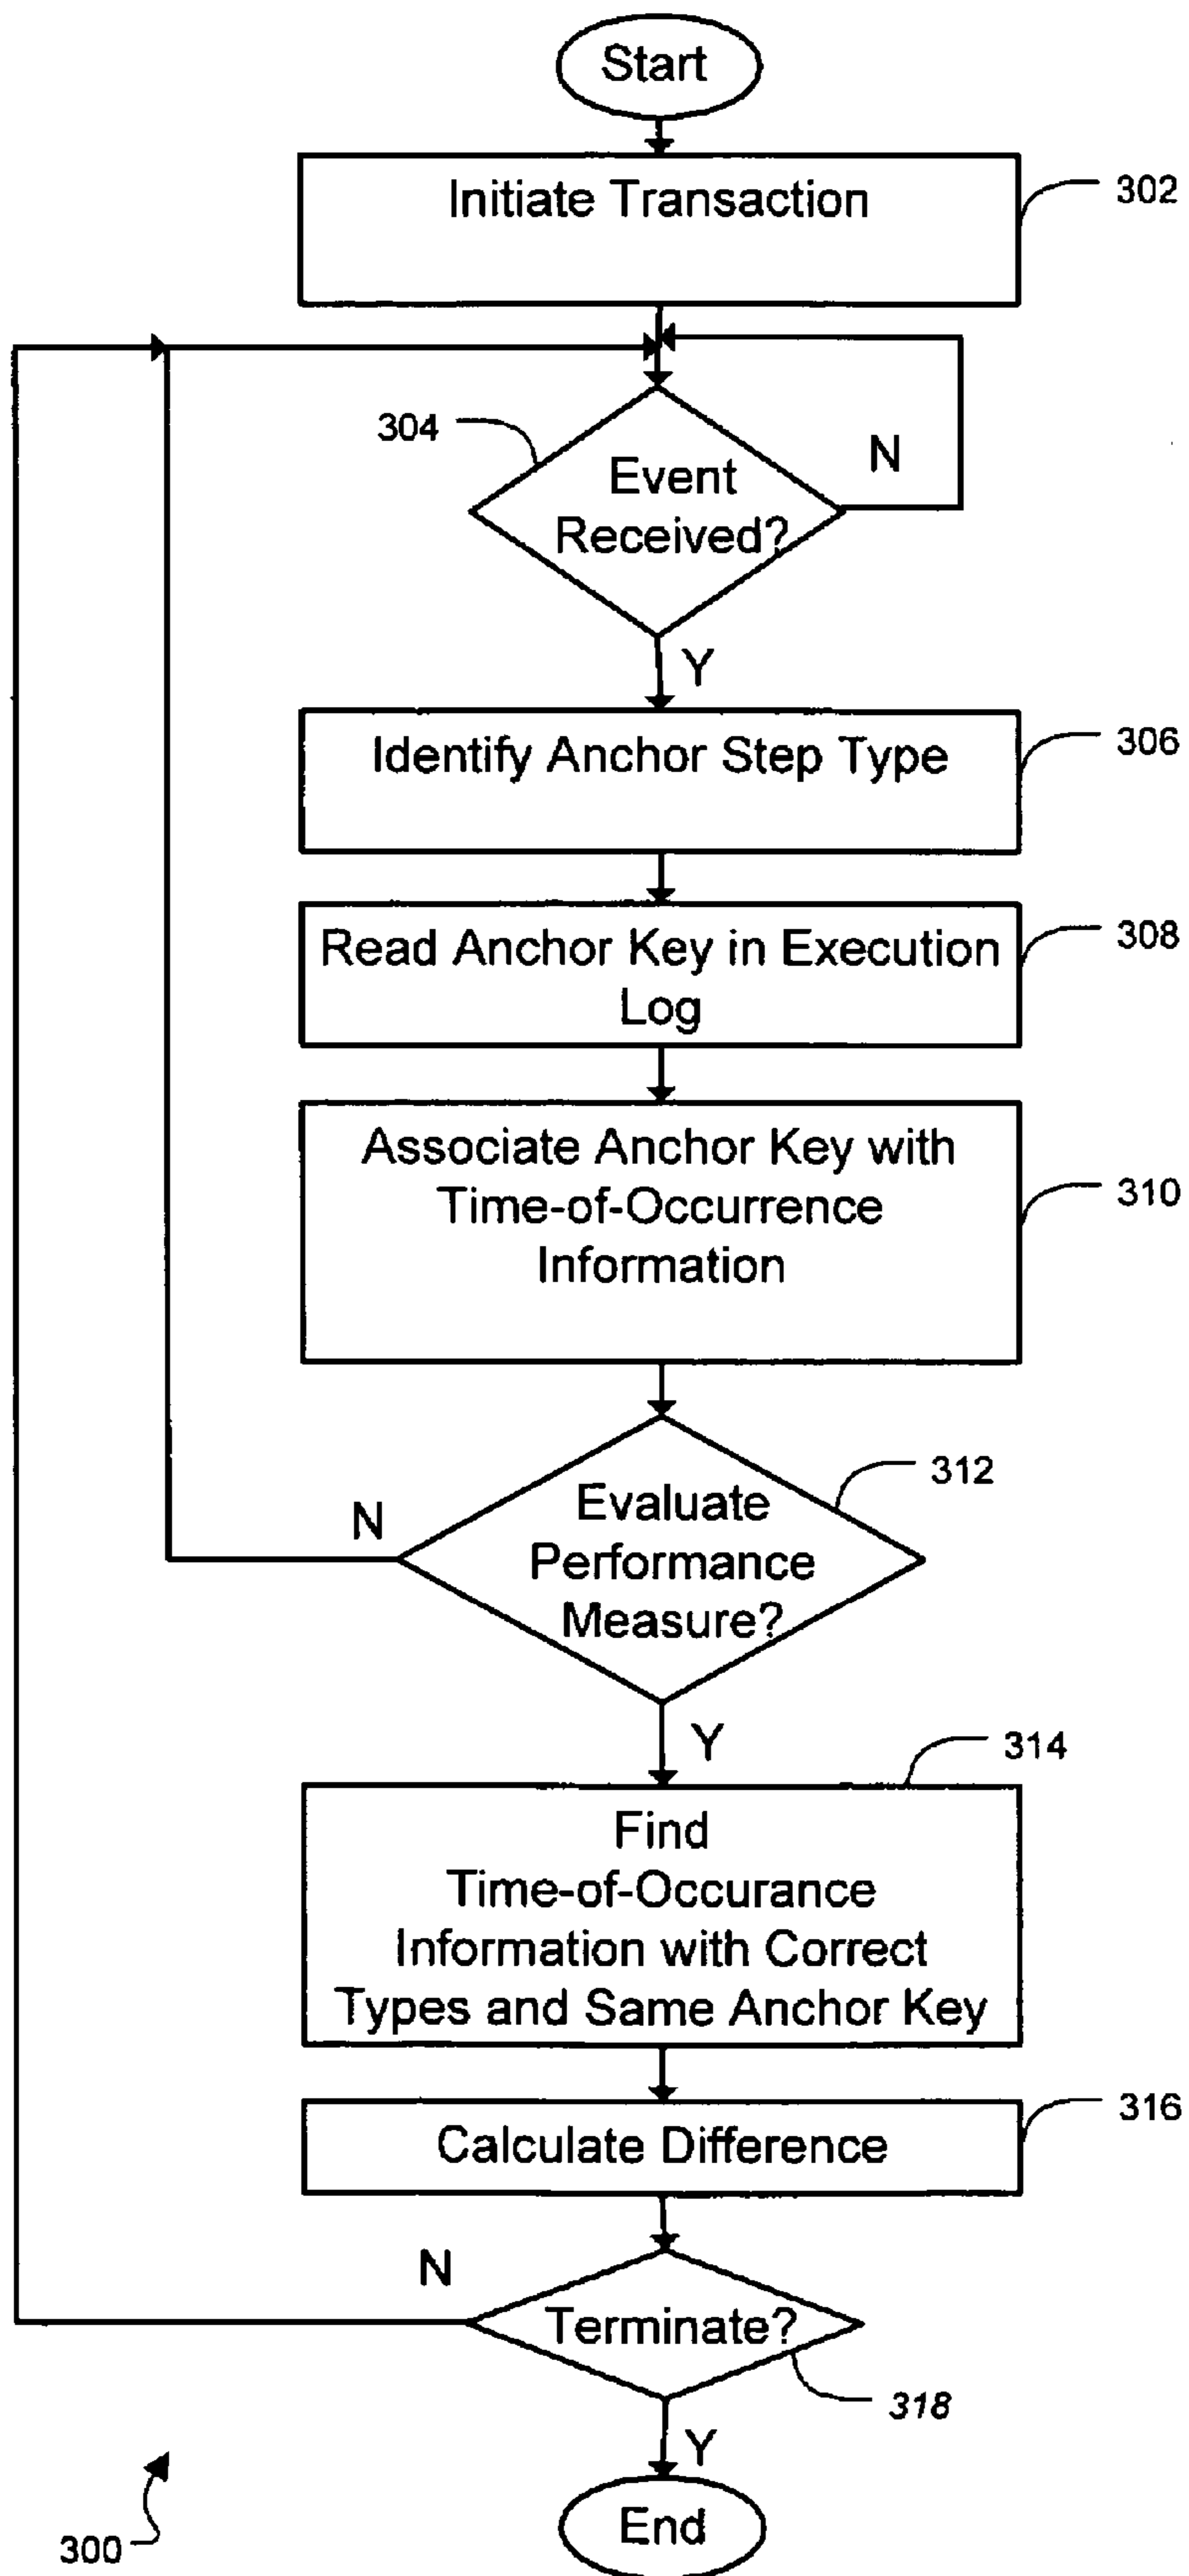 Start
Initiate Transaction
302
304
Event
Received?
N
Y
Identify Anchor Step Type
306
Read Anchor Key in Execution
Log
308
Associate Anchor Key with
Time-of-Occurrence
Information
310
312
Evaluate
Performance
Measure?
N
Y
314
Find
Time-of-Occurance
Information with Correct
Types and Same Anchor Key
Calculate Difference
316
N
Terminate?
318
Y
End
300